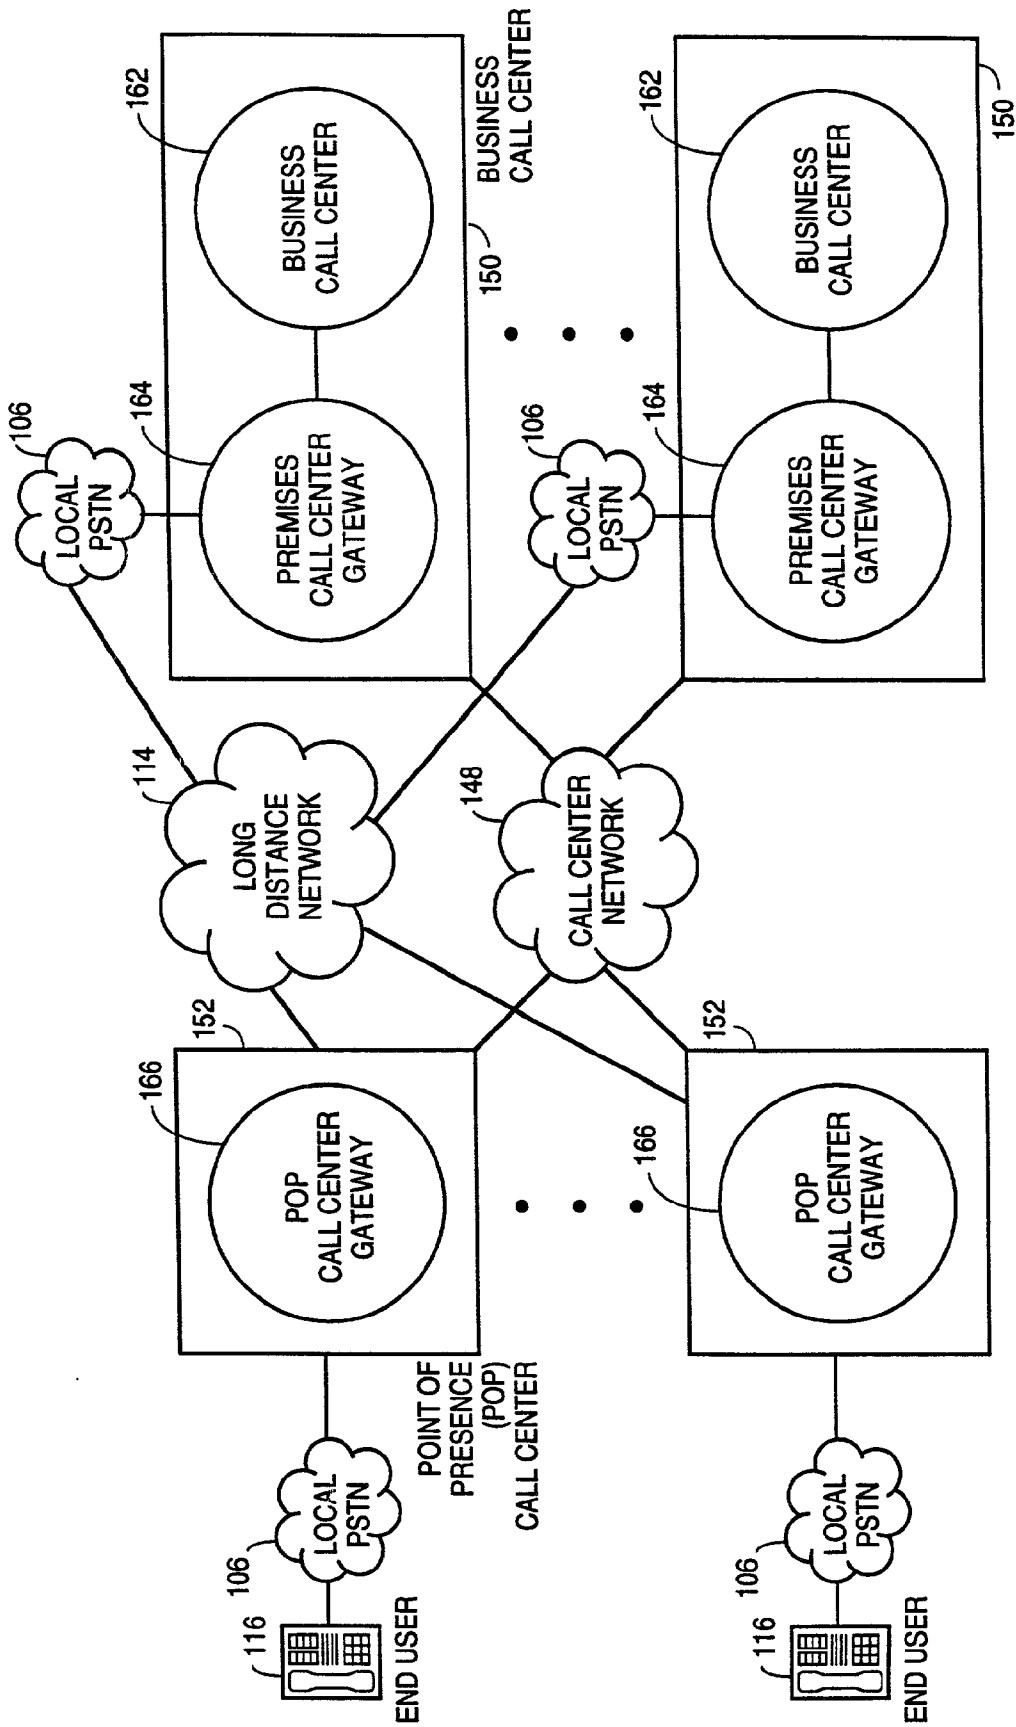 116
END USER
106
LOCAL
PSTN
POINT OF
PRESENCE
(POP)
CALL CENTER
166
152
POP
CALL CENTER
GATEWAY
114
LONG
DISTANCE
NETWORK
106
LOCAL
PSTN
164
PREMISES
CALL CENTER
GATEWAY
162
BUSINESS
CALL CENTER
150
BUSINESS
CALL CENTER
116
END USER
106
LOCAL
PSTN
166
152
POP
CALL CENTER
GATEWAY
148
CALL CENTER
NETWORK
106
LOCAL
PSTN
164
PREMISES
CALL CENTER
GATEWAY
162
BUSINESS
CALL CENTER
150